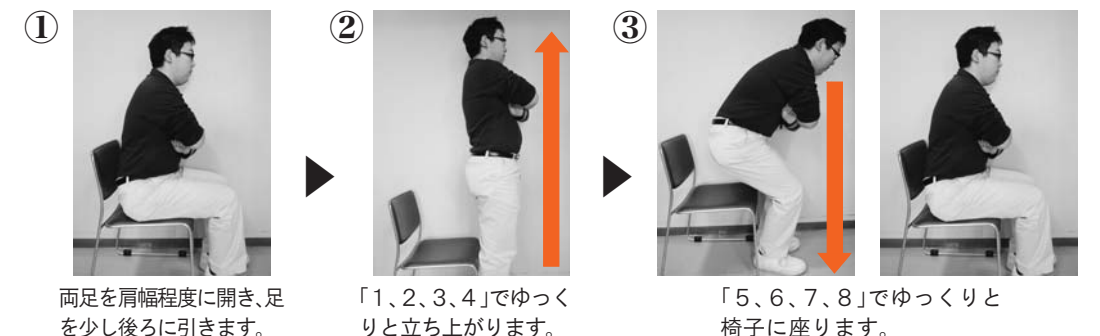 ①
両足を肩幅程度に開き、足
を少し後ろに引きます。
②
「1、2、3、4」でゆっく
りと立ち上がります。
③
「5、6、7、8」でゆっくりと
椅子に座ります。